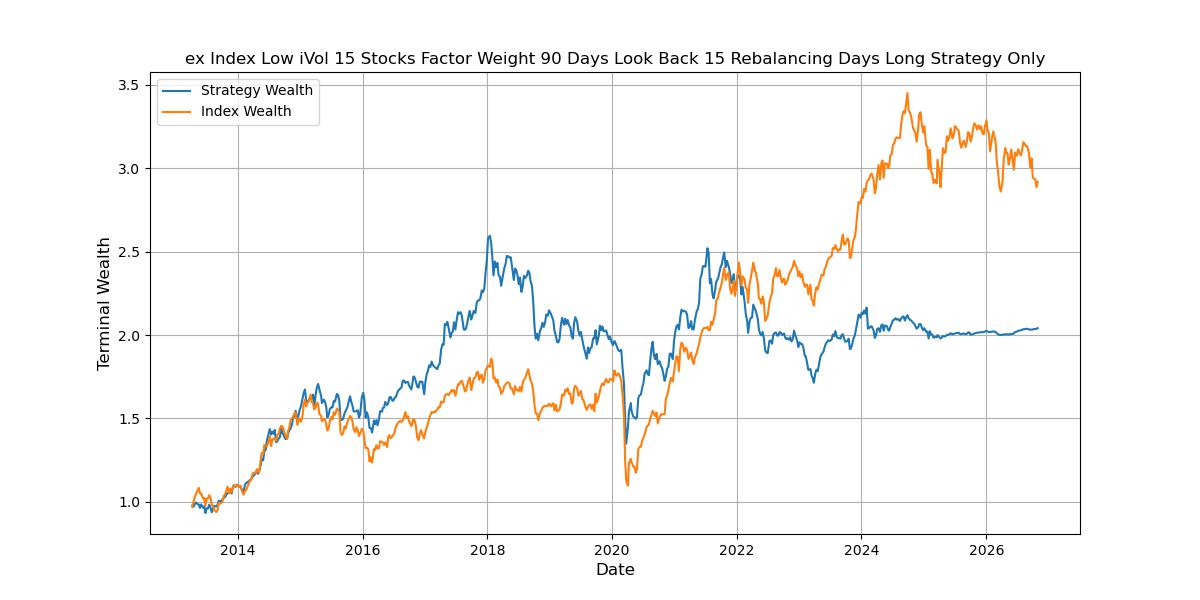 ex Index Low iVol 15 Stocks Factor Weight 90 Days Look Back 15 Rebalancing Days Long Strategy Only
Strategy Wealth
Index Wealth
3.5
3.0
2.5
2.0
1.5
1.0
Terminal Wealth
2014 2016 2018 2020 2022 2024 2026
Date